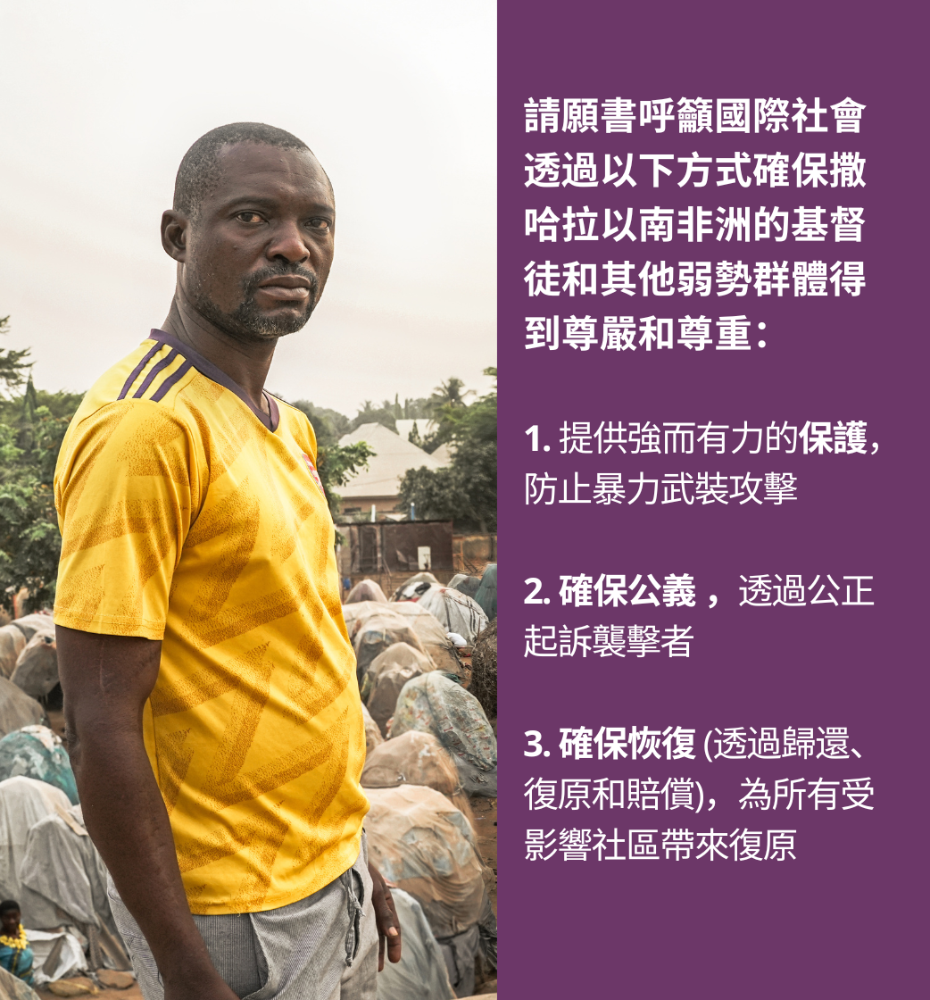 請願書呼籲國際社會
透過以下方式確保撒
哈拉以南非洲的基督
徒和其他弱勢群體得
到尊嚴和尊重：
1. 提供強而有力的保護，
防止暴力武裝攻擊
2. 確保公義 ，透過公正
起訴襲擊者
3. 確保恢復 (透過歸還、
復原和賠償)，為所有受
影響社區帶來復原